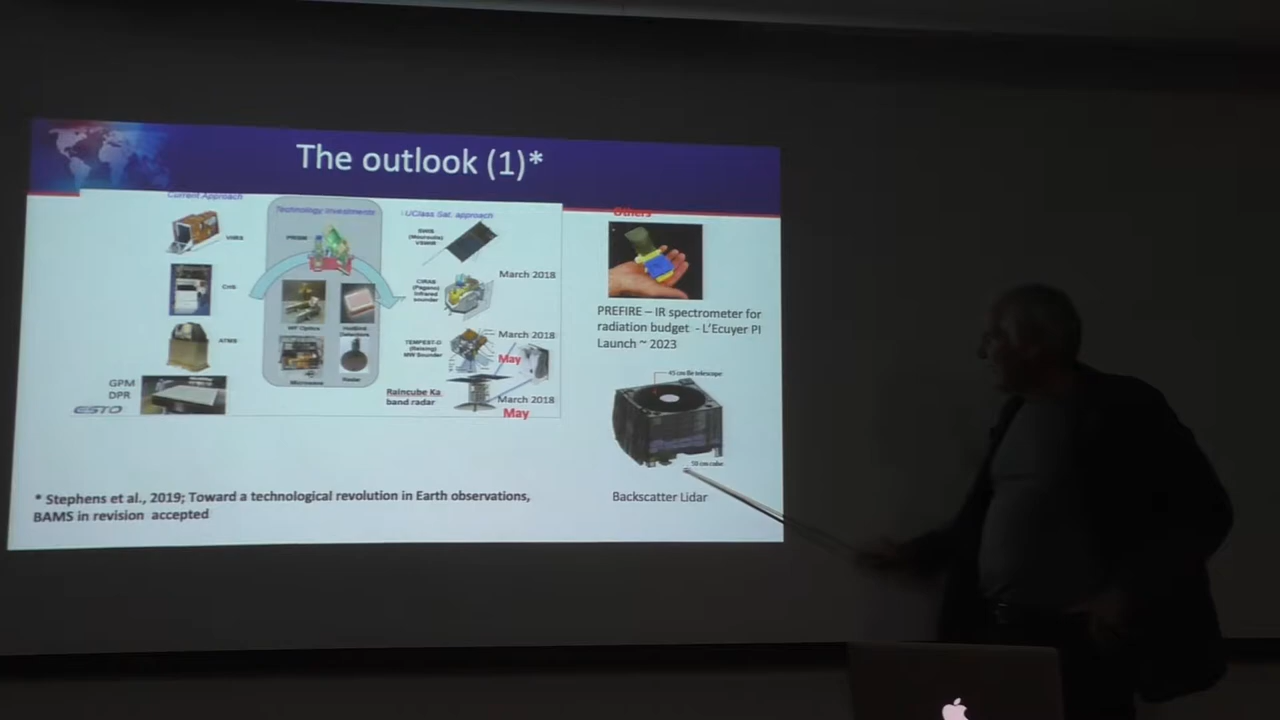 The outlook (1)*
Current Approach
Technology Investments
UClass Sat. approach
Others
VIIRS
CrIS
ATMS
GPM
DPR
ESTO
PRISM
WF Optics
HotBird
Detectors
Microwave
Radar
SWIS
(Mouroulis)
VSWIR
CIRAS
(Pagano)
Infrared
sounder
March 2018
TEMPEST-D
(Reising)
MW Sounder
March 2018
May
Raincube Ka
band radar
March 2018
May
PREFIRE – IR spectrometer for
radiation budget - L'Ecuyer PI
Launch ~ 2023
45 cm Be telescope
50 cm cube
Backscatter Lidar
* Stephens et al., 2019; Toward a technological revolution in Earth observations,
BAMS in revision accepted